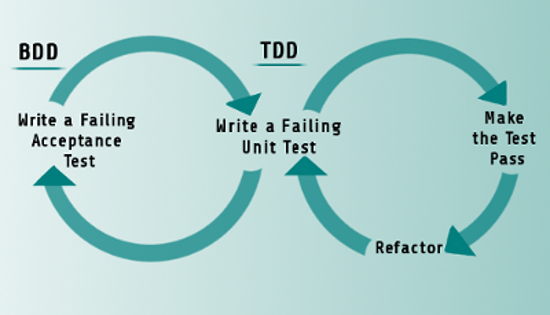 BDD
TDD
Write a Failing
Acceptance
Test
Write a Failing
Unit Test
Make
the Test
Pass
Refactor